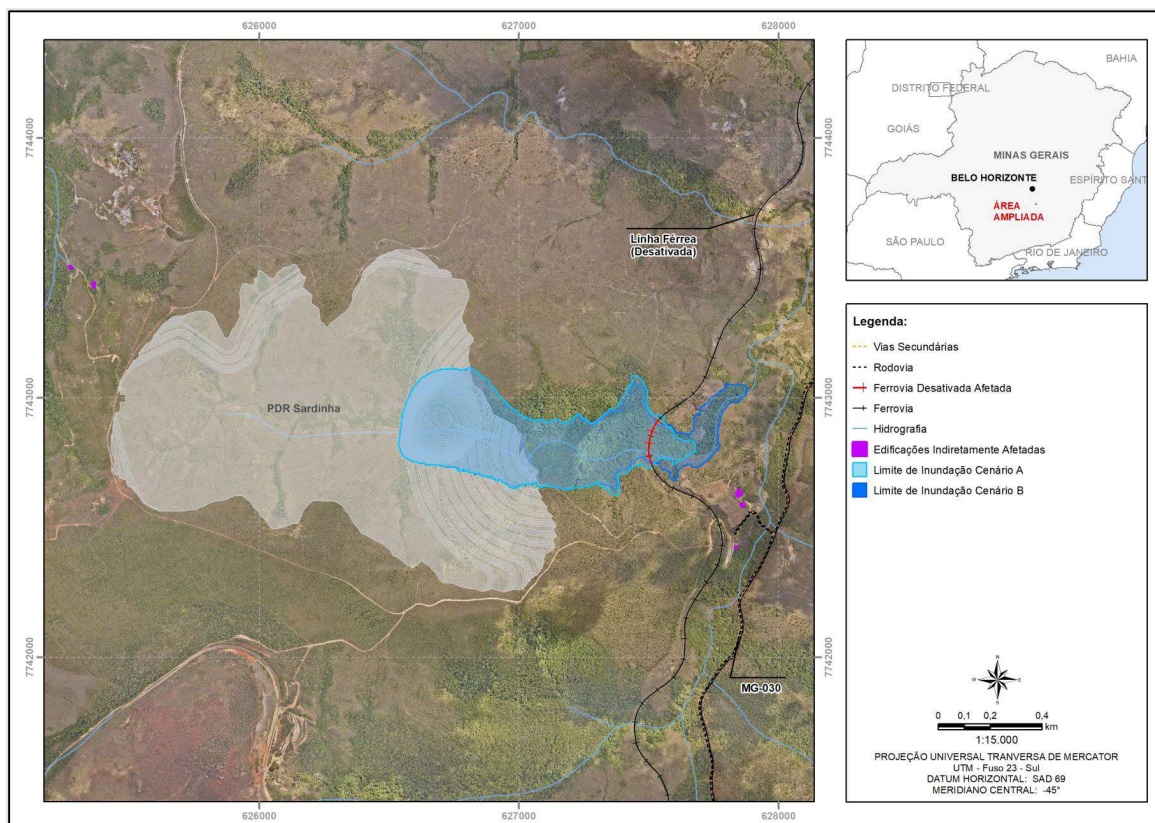 626000
627000
628000
7744000
7744000
7743000
7743000
7742000
7742000
626000
627000
628000
Linha Férrea
(Desativada)
PDR Sardinha
MG-030
BAHIA
DISTRITO FEDERAL
GOIÁS
MINAS GERAIS
BELO HORIZONTE
ESPÍRITO SANT
ÁREA
AMPLIADA
SÃO PAULO
RIO DE JANEIRO
Legenda:
Vias Secundárias
Rodovia
Ferrovia Desativada Afetada
Ferrovia
Hidrografia
Edificações Indiretamente Afetadas
Limite de Inundação Cenário A
Limite de Inundação Cenário B
N
W E
S
0 0,1 0,2 0,4
km
1:15.000
PROJEÇÃO UNIVERSAL TRANVERSA DE MERCATOR
UTM - Fuso 23 - Sul
DATUM HORIZONTAL: SAD 69
MERIDIANO CENTRAL: -45°